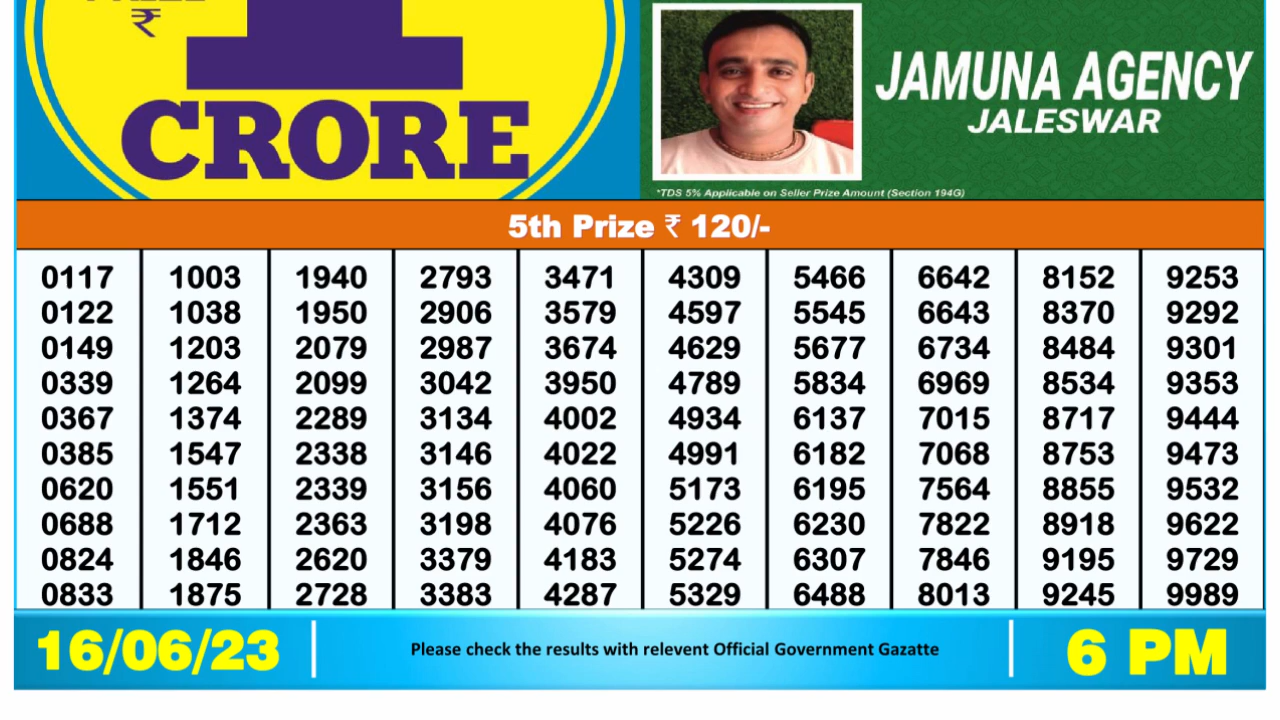 ₹
CRORE
JAMUNA AGENCY
JALESWAR
*TDS 5% Applicable on Seller Prize Amount (Section 194G)
5th Prize ₹ 120/-
0117 1003 1940 2793 3471 4309 5466 6642 8152 9253
0122 1038 1950 2906 3579 4597 5545 6643 8370 9292
0149 1203 2079 2987 3674 4629 5677 6734 8484 9301
0339 1264 2099 3042 3950 4789 5834 6969 8534 9353
0367 1374 2289 3134 4002 4934 6137 7015 8717 9444
0385 1547 2338 3146 4022 4991 6182 7068 8753 9473
0620 1551 2339 3156 4060 5173 6195 7564 8855 9532
0688 1712 2363 3198 4076 5226 6230 7822 8918 9622
0824 1846 2620 3379 4183 5274 6307 7846 9195 9729
0833 1875 2728 3383 4287 5329 6488 8013 9245 9989
16/06/23
Please check the results with relevent Official Government Gazatte
6 PM